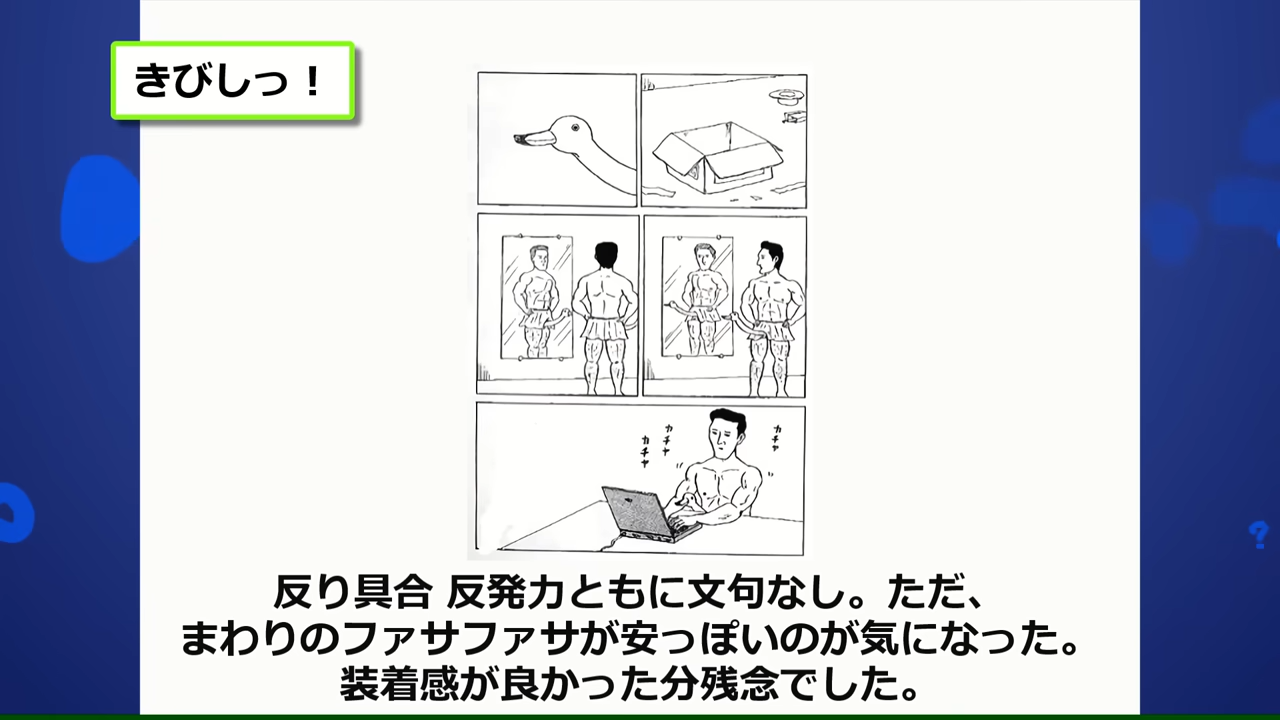 きびしっ！
カチャ
カチャ
カチャ
反り具合 反発力ともに文句なし。ただ、
まわりのファサファサが安っぽいのが気になった。
装着感が良かった分残念でした。
?